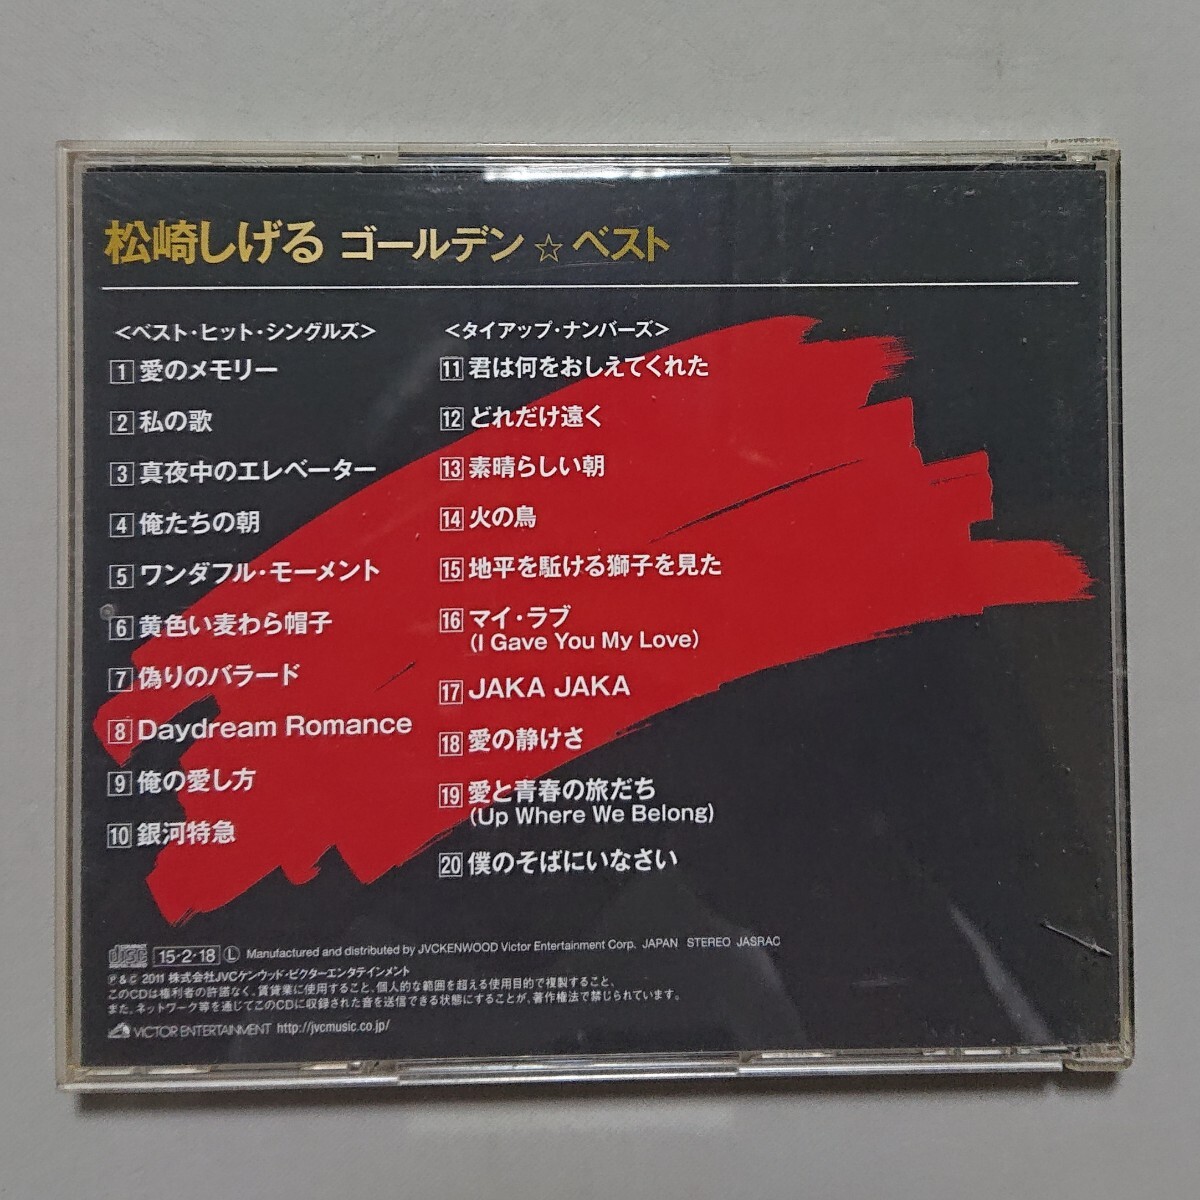 松崎しげる ゴールデン☆ベスト
<ベスト・ヒット・シングルズ>
1 愛のメモリー
2 私の歌
3 真夜中のエレベーター
4 俺たちの朝
5 ワンダフル・モーメント
6 黄色い麦わら帽子
7 偽りのバラード
8 Daydream Romance
9 俺の愛し方
10 銀河特急
<タイアップ・ナンバーズ>
11 君は何をおしえてくれた
12 どれだけ遠く
13 素晴らしい朝
14 火の鳥
15 地平を駈ける獅子を見た
16 マイ・ラブ
(I Gave You My Love)
17 JAKA JAKA
18 愛の静けさ
19 愛と青春の旅だち
(Up Where We Belong)
20 僕のそばにいなさい
disc 15・2・18 Ⓛ Manufactured and distributed by JVCKENWOOD Victor Entertainment Corp. JAPAN STEREO JASRAC
Ⓟ&© 2011 株式会社JVCケンウッド・ビクターエンタテインメント
このCDは権利者の許諾なく、賃貸業に使用すること、個人的な範囲を超える使用目的で複製すること、
また、ネットワーク等を通じてこのCDに収録された音を送信できる状態にすることが、著作権法で禁じられています。
VICTOR ENTERTAINMENT http://jvcmusic.co.jp/